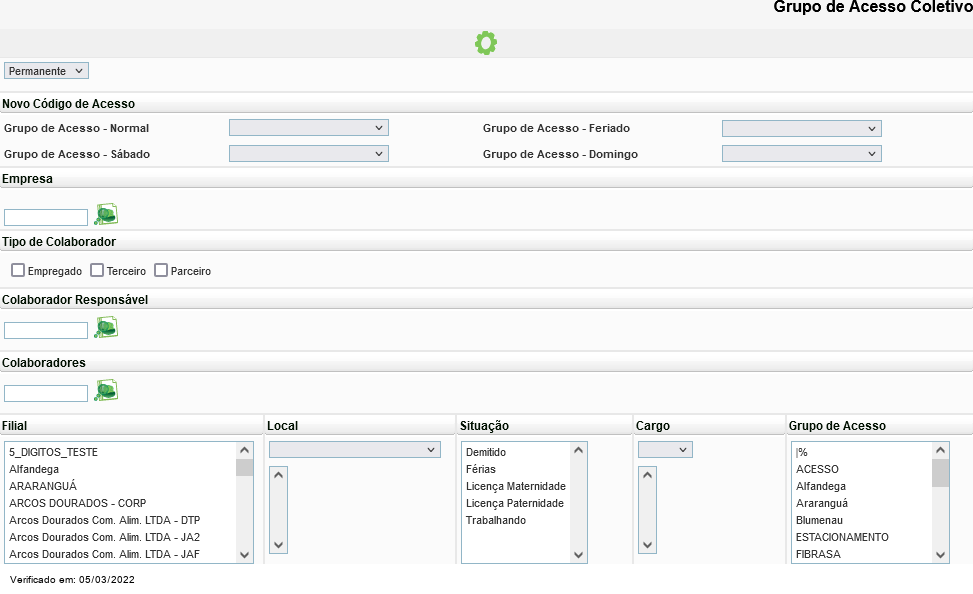 Grupo de Acesso Coletivo
Permanente
Novo Código de Acesso
Grupo de Acesso - Normal
Grupo de Acesso - Feriado
Grupo de Acesso - Sábado
Grupo de Acesso - Domingo
Empresa
Tipo de Colaborador
Empregado Terceiro Parceiro
Colaborador Responsável
Colaboradores
Filial
5_DIGITOS_TESTE
Alfandega
ARARANGUÁ
ARCOS DOURADOS - CORP
Arcos Dourados Com. Alim. LTDA - DTP
Arcos Dourados Com. Alim. LTDA - JA2
Arcos Dourados Com. Alim. LTDA - JAF
Local
Situação
Demitido
Férias
Licença Maternidade
Licença Paternidade
Trabalhando
Cargo
Grupo de Acesso
|%
ACESSO
Alfandega
Araranguá
Blumenau
ESTACIONAMENTO
FIBRASA
Verificado em: 05/03/2022